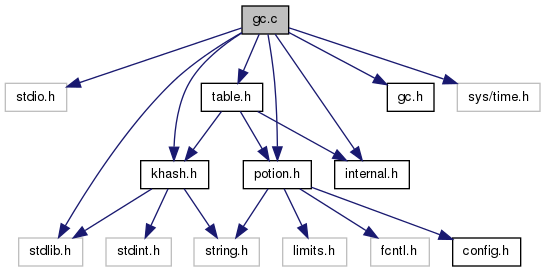 gc.c
stdio.h
table.h
gc.h
sys/time.h
khash.h
potion.h
internal.h
stdlib.h
stdint.h
string.h
limits.h
fcntl.h
config.h